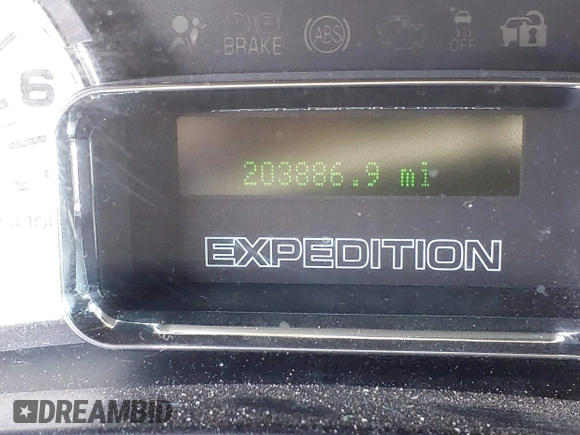 BRAKE
ABS
OFF
6
203886.9 mi
EXPEDITION
DREAMBID